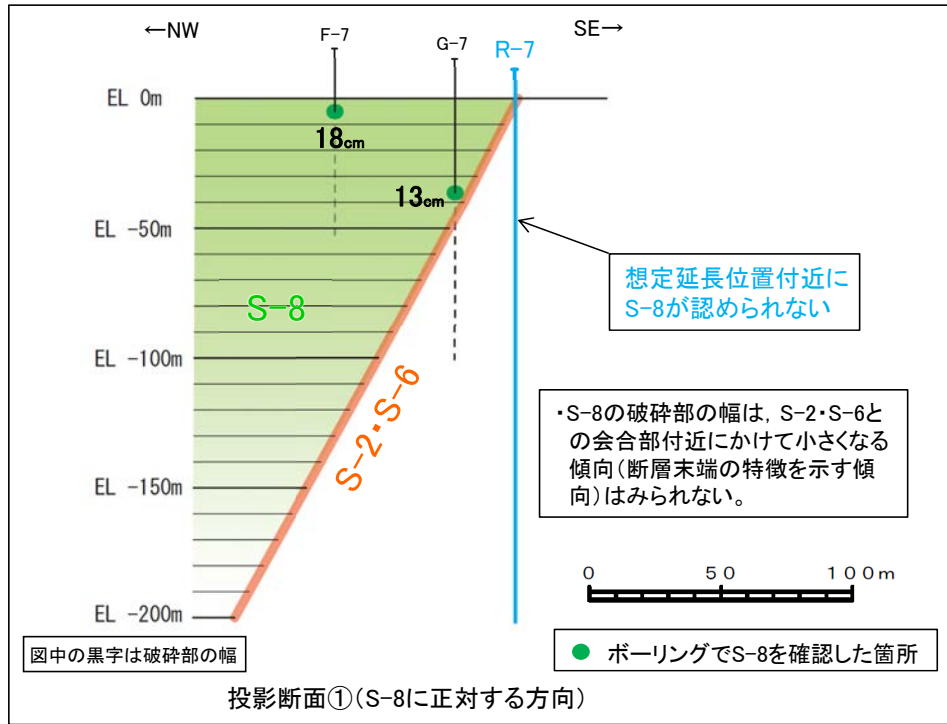 ←NW
F-7
G-7
R-7
SE→
EL 0m
18cm
13cm
EL -50m
想定延長位置付近に
S-8が認められない
S-8
EL -100m
S-2・S-6
・S-8の破砕部の幅は，S-2・S-6と
の会合部付近にかけて小さくなる
傾向(断層末端の特徴を示す傾
向)はみられない。
EL -150m
0 50 100m
EL -200m
図中の黒字は破砕部の幅
ボーリングでS-8を確認した箇所
投影断面①(S-8に正対する方向)